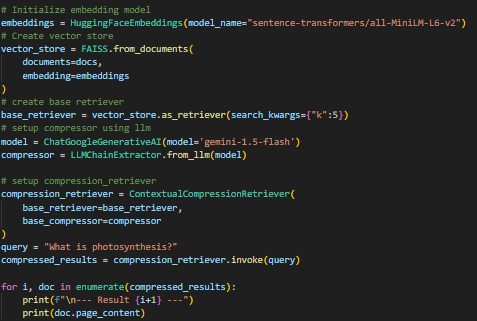 # Initialize embedding model
embeddings = HuggingFaceEmbeddings(model_name="sentence-transformers/all-MiniLM-L6-v2")
# Create vector store
vector_store = FAISS.from_documents(
    documents=docs,
    embedding=embeddings
)
# create base retriever
base_retriever = vector_store.as_retriever(search_kwargs={"k":5})
# setup compressor using llm
model = ChatGoogleGenerativeAI(model='gemini-1.5-flash')
compressor = LLMChainExtractor.from_llm(model)

# setup compression_retriever
compression_retriever = ContextualCompressionRetriever(
    base_retriever=base_retriever,
    base_compressor=compressor
)
query = "What is photosynthesis?"
compressed_results = compression_retriever.invoke(query)

for i, doc in enumerate(compressed_results):
    print(f"\n--- Result {i+1} ---")
    print(doc.page_content)